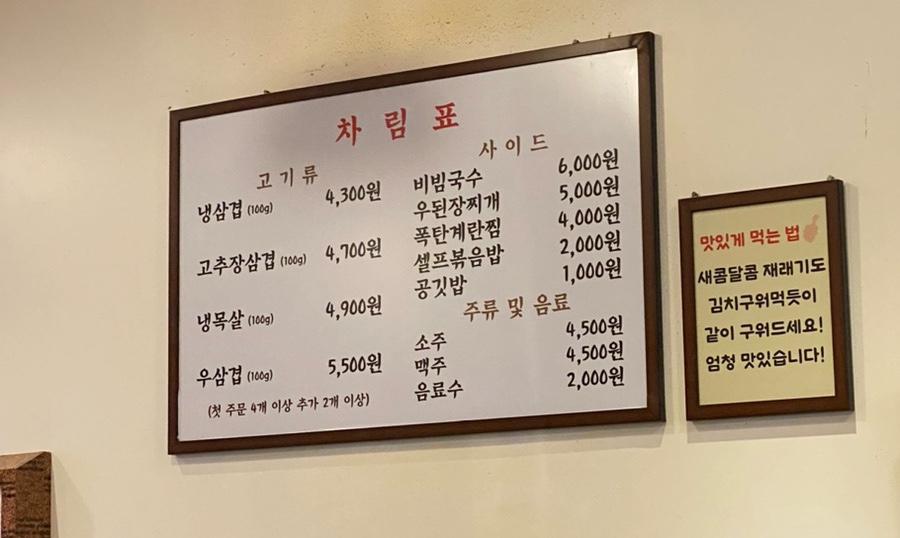 차림표
고기류
냉삼겹 (100g) 4,300원
고추장삼겹 (100g) 4,700원
냉목살 (100g) 4,900원
우삼겹 (100g) 5,500원
(첫 주문 4개 이상 추가 2개 이상)
사이드
비빔국수 6,000원
우된장찌개 5,000원
폭탄계란찜 4,000원
셀프볶음밥 2,000원
공깃밥 1,000원
주류 및 음료
소주 4,500원
맥주 4,500원
음료수 2,000원
맛있게 먹는 법
새콤달콤 재래기도
김치구워먹듯이
같이 구워드세요!
엄청 맛있습니다!